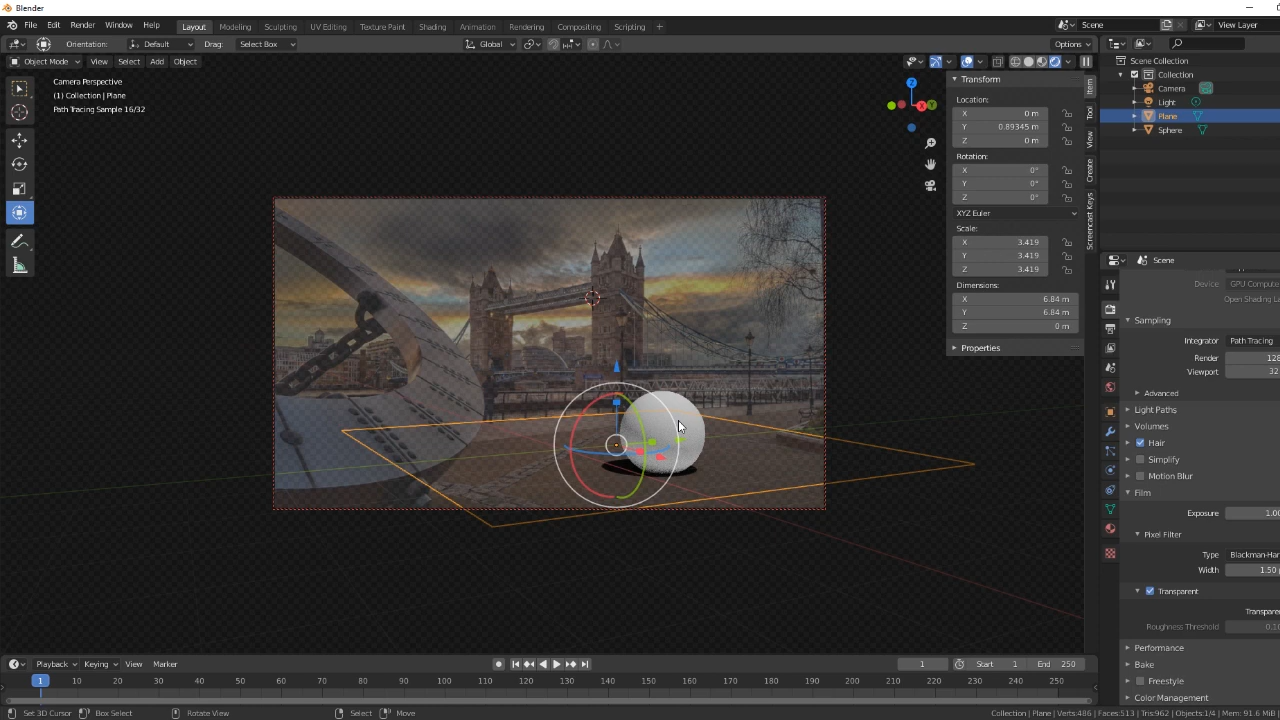 Blender
File Edit Render Window Help
Layout Modeling Sculpting UV Editing Texture Paint Shading Animation Rendering Compositing Scripting +
Scene
View Layer
Orientation: Default Drag: Select Box
Global
Options
Object Mode View Select Add Object
Camera Perspective
(1) Collection | Plane
Path Tracing Sample 16/32
Z
X
Y
Transform
Location:
X 0 m
Y 0.89345 m
Z 0 m
Rotation:
X 0°
Y 0°
Z 0°
XYZ Euler
Scale:
X 3.419
Y 3.419
Z 3.419
Dimensions:
X 6.84 m
Y 6.84 m
Z 0 m
Properties
Item
Tool
View
Create
Screencast Keys
Scene Collection
Collection
Camera
Light
Plane
Sphere
Scene
Device: GPU Compute
Open Shading La
Sampling
Integrator Path Tracing
Render 128
Viewport 32
Advanced
Light Paths
Volumes
Hair
Simplify
Motion Blur
Film
Exposure 1.00
Pixel Filter
Type Blackman-Har
Width 1.50 p
Transparent
Transparen
Roughness Threshold 0.10
Performance
Bake
Freestyle
Color Management
Playback Keying View Marker
1 Start 1 End 250
1 10 20 30 40 50 60 70 80 90 100 110 120 130 140 150 160 170 180 190 200 210 220 230 240 250
Set 3D Cursor Box Select Rotate View Select Move
Collection | Plane | Verts:486 | Faces:513 | Tris:962 | Objects:1/4 | Mem: 91.6 MiB